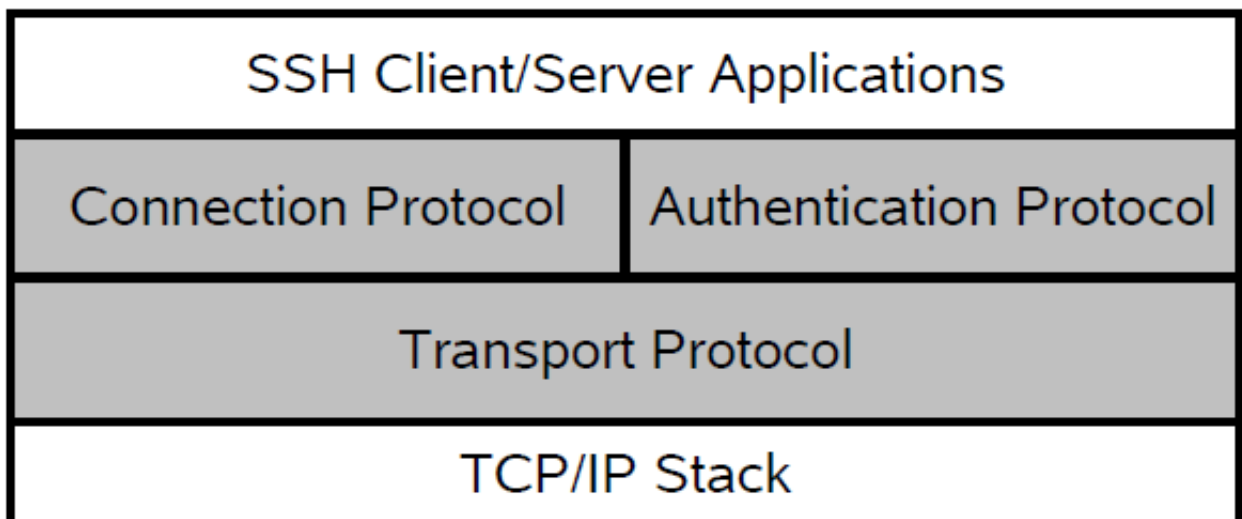 SSH Client/Server Applications
Connection Protocol
Authentication Protocol
Transport Protocol
TCP/IP Stack